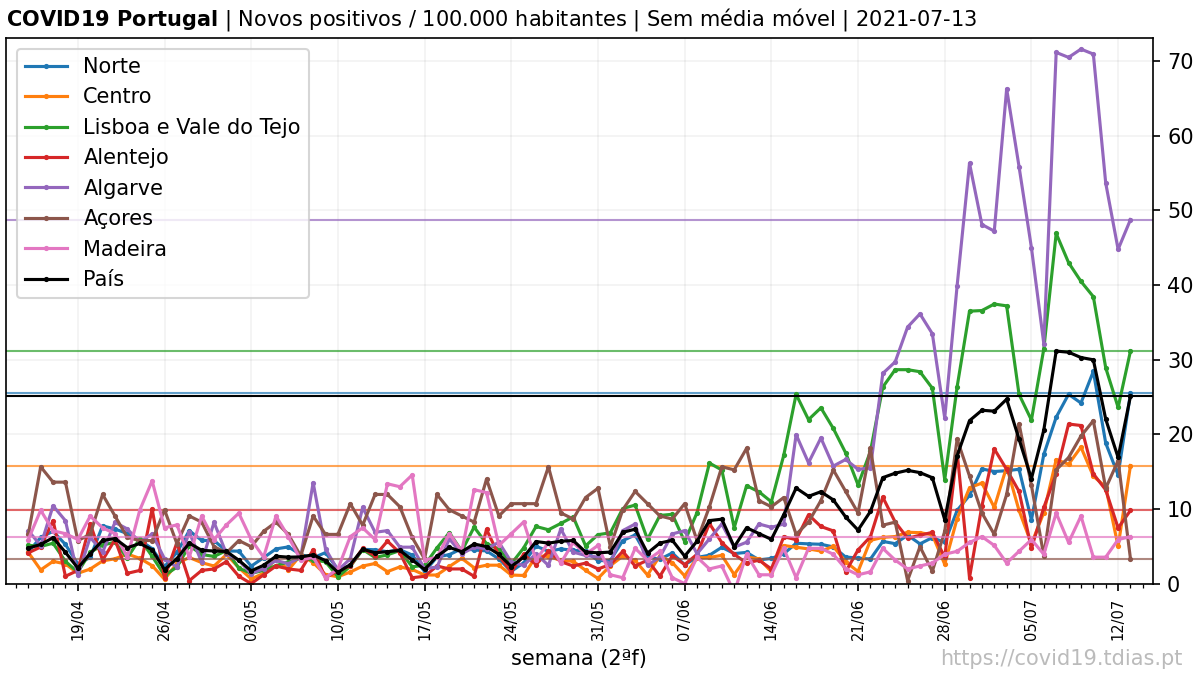 COVID19 Portugal | Novos positivos / 100.000 habitantes | Sem média móvel | 2021-07-13
Norte
Centro
Lisboa e Vale do Tejo
Alentejo
Algarve
Açores
Madeira
País
70
60
50
40
30
20
10
0
19/04
26/04
03/05
10/05
17/05
24/05
31/05
07/06
14/06
21/06
28/06
05/07
12/07
semana (2ªf)
https://covid19.tdias.pt